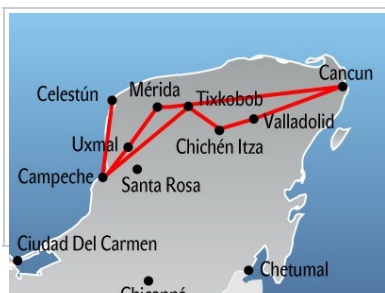 Cancun
Mérida
Celestún
Tixkobob
Valladolid
Uxmal
Chichén Itza
Campeche
Santa Rosa
Ciudad Del Carmen
Chetumal